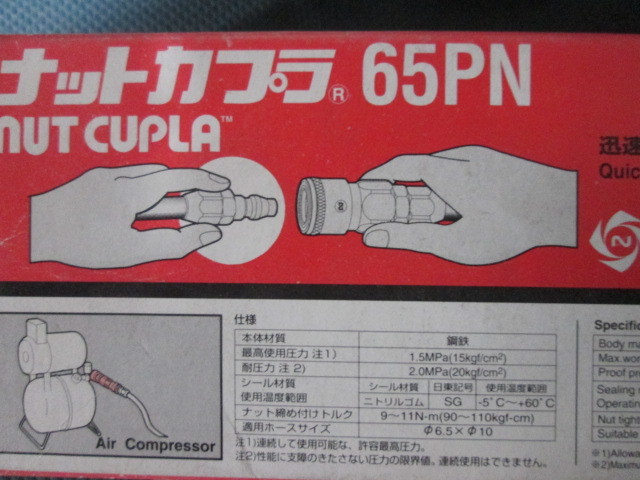 ナットカプラ® 65PN
NUT CUPLA™
迅速
Quic
Air Compressor
仕様
本体材質 鋼鉄
最高使用圧力 注1) 1.5MPa(15kgf/cm²)
耐圧力 注2) 2.0MPa(20kgf/cm²)
シール材質 シール材質 日東記号 使用温度範囲
使用温度範囲 ニトリルゴム SG -5℃~+60℃
ナット締め付けトルク 9~11N-m(90~110kgf-cm)
適用ホースサイズ Φ6.5×Φ10
注1)連続して使用可能な、許容最高圧力。
注2)性能に支障のきたさない圧力の限界値。連続使用はできません。
Specific
Body ma
Max.wor
Proof pr
Sealing
Operatin
Nut tight
Suitable
※1)Allowa
※2)Maximu